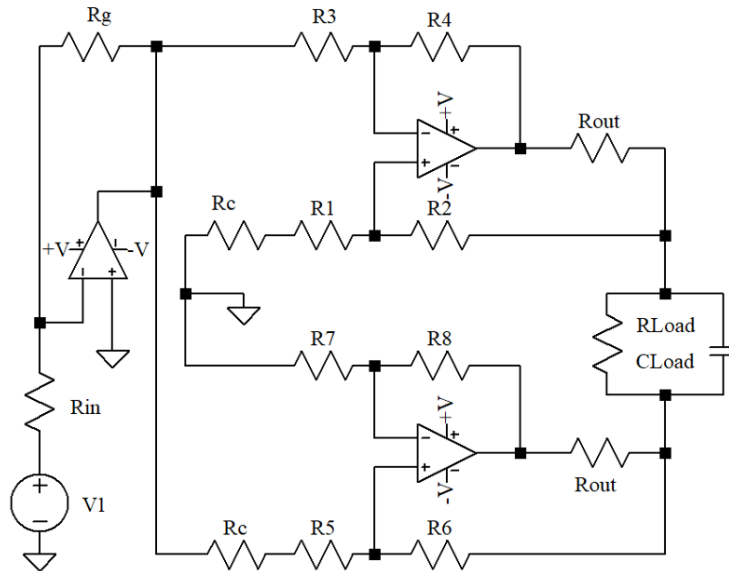 Rg
R3
R4
+V
-V
Rout
Rc
R1
R2
+V
-V
RLoad
CLoad
R7
R8
Rin
+V
-V
V1
Rout
Rc
R5
R6